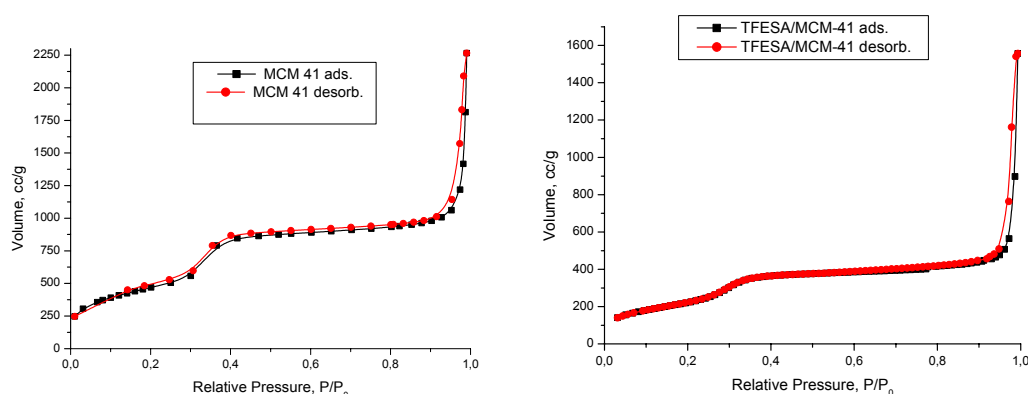 MCM 41 ads.
MCM 41 desorb.
Volume, cc/g
2250
2000
1750
1500
1250
1000
750
500
250
0
0,0 0,2 0,4 0,6 0,8 1,0
Relative Pressure, P/P₀
TFESA/MCM-41 ads.
TFESA/MCM-41 desorb.
Volume, cc/g
1600
1400
1200
1000
800
600
400
200
0
0,0 0,2 0,4 0,6 0,8 1,0
Relative Pressure, P/P₀